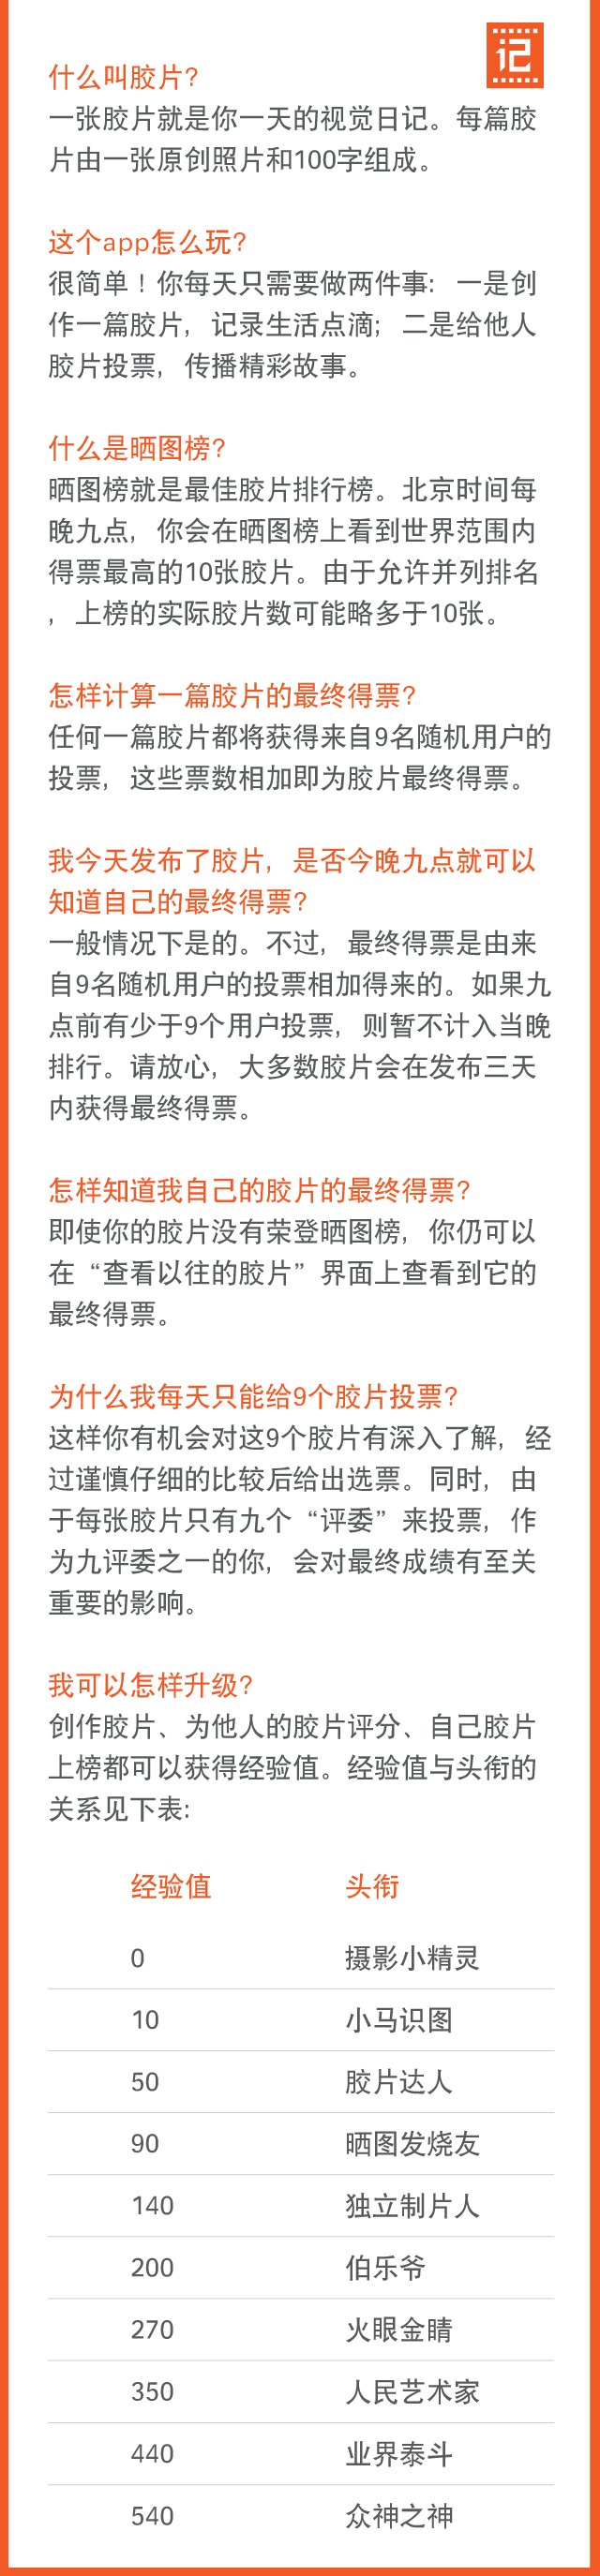 记
什么叫胶片?
一张胶片就是你一天的视觉日记。每篇胶
片由一张原创照片和100字组成。
这个app怎么玩?
很简单！你每天只需要做两件事: 一是创
作一篇胶片, 记录生活点滴; 二是给他人
胶片投票, 传播精彩故事。
什么是晒图榜?
晒图榜就是最佳胶片排行榜。北京时间每
晚九点, 你会在晒图榜上看到世界范围内
得票最高的10张胶片。由于允许并列排名
, 上榜的实际胶片数可能略多于10张。
怎样计算一篇胶片的最终得票?
任何一篇胶片都将获得来自9名随机用户的
投票, 这些票数相加即为胶片最终得票。
我今天发布了胶片, 是否今晚九点就可以
知道自己的最终得票?
一般情况下是的。不过, 最终得票是由来
自9名随机用户的投票相加得来的。如果九
点前有少于9个用户投票, 则暂不计入当晚
排行。请放心, 大多数胶片会在发布三天
内获得最终得票。
怎样知道我自己的胶片的最终得票?
即使你的胶片没有荣登晒图榜, 你仍可以
在“查看以往的胶片”界面上查看到它的
最终得票。
为什么我每天只能给9个胶片投票?
这样你有机会对这9个胶片有深入了解, 经
过谨慎仔细的比较后给出选票。同时, 由
于每张胶片只有九个“评委”来投票, 作
为九评委之一的你, 会对最终成绩有至关
重要的影响。
我可以怎样升级?
创作胶片、为他人的胶片评分、自己胶片
上榜都可以获得经验值。经验值与头衔的
关系见下表:
经验值 头衔
0 摄影小精灵
10 小马识图
50 胶片达人
90 晒图发烧友
140 独立制片人
200 伯乐爷
270 火眼金睛
350 人民艺术家
440 业界泰斗
540 众神之神